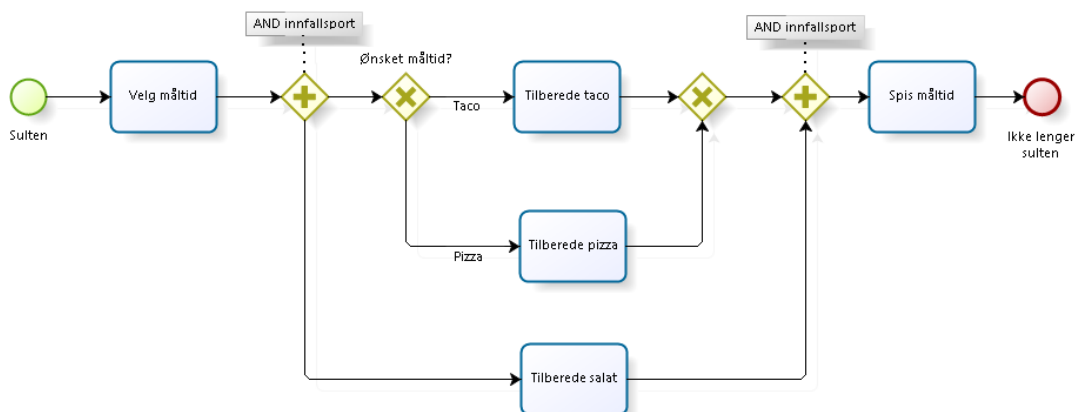 AND innfallsport
AND innfallsport
Ønsket måltid?
Velg måltid
Taco
Tilberede taco
Spis måltid
Sulten
Ikke lenger
sulten
Tilberede pizza
Pizza
Tilberede salat